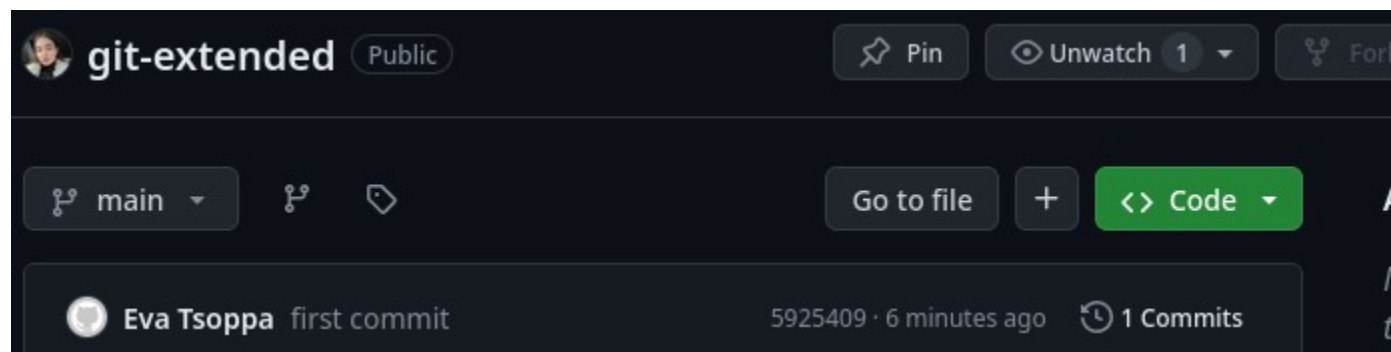 git-extended Public Pin Unwatch 1
main Go to file + <> Code
Eva Tsoppa first commit 5925409 · 6 minutes ago 1 Commits